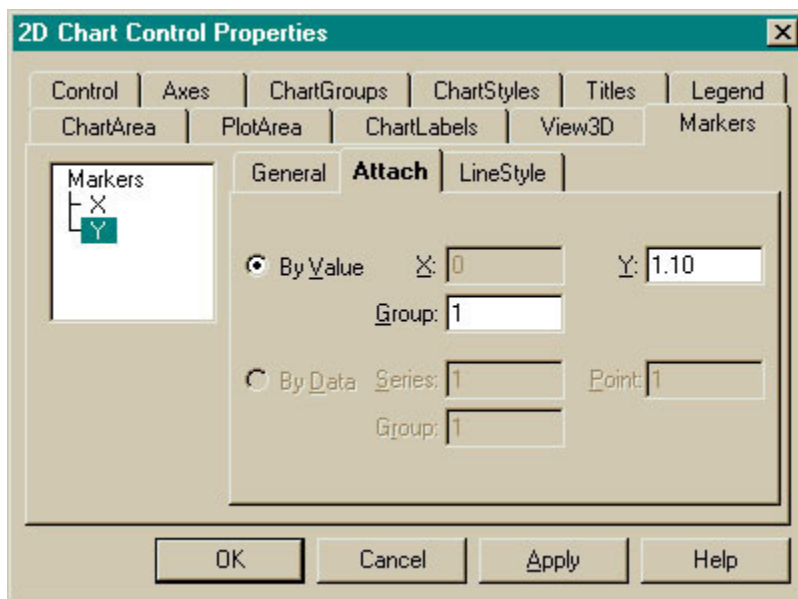 2D Chart Control Properties
Control Axes ChartGroups ChartStyles Titles Legend
ChartArea PlotArea ChartLabels View3D Markers
General Attach LineStyle
Markers
X
Y
By Value X: 0 Y: 1.10
Group: 1
By Data Series: 1 Point: 1
Group: 1
OK Cancel Apply Help